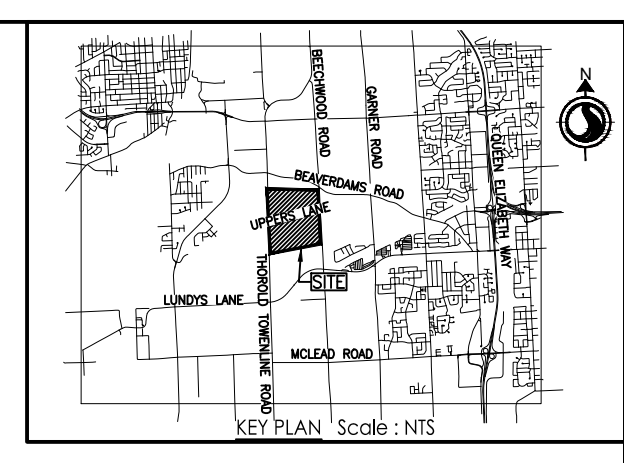 N
BEECHWOOD ROAD
GARNER ROAD
QUEEN ELIZABETH WAY
BEAVERDAMS ROAD
UPPERS LANE
THOROLD TOWENLINE ROAD
SITE
LUNDYS LANE
MCLEAD ROAD
KEY PLAN Scale : NTS